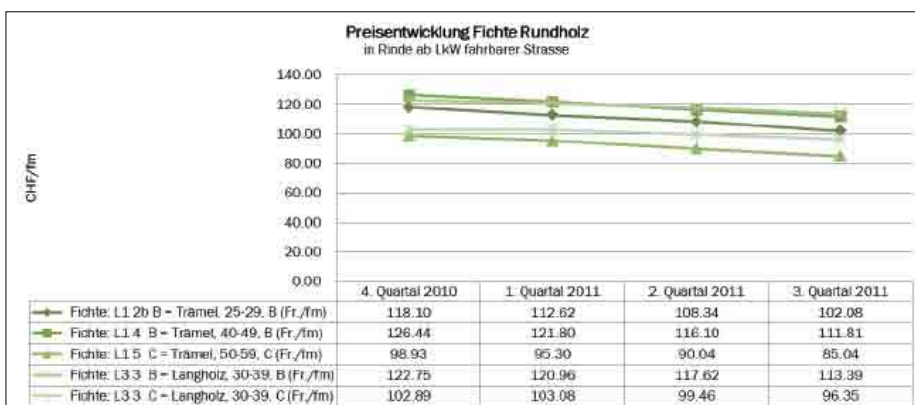 Preisentwicklung Fichte Rundholz
in Rinde ab LkW fahrbarer Strasse
CHF/fm
140.00
120.00
100.00
80.00
60.00
40.00
20.00
0.00
4. Quartal 2010 1. Quartal 2011 2. Quartal 2011 3. Quartal 2011
Fichte: L1 2b B = Trämel, 25-29, B (Fr./fm) 118.10 112.62 108.34 102.08
Fichte: L1 4 B = Trämel, 40-49, B (Fr./fm) 126.44 121.80 116.10 111.81
Fichte: L1 5 C = Trämel, 50-59, C (Fr./fm) 98.93 95.30 90.04 85.04
Fichte: L3 3 B = Langholz, 30-39, B (Fr./fm) 122.75 120.96 117.62 113.39
Fichte: L3 3 C = Langholz, 30-39, C (Fr./fm) 102.89 103.08 99.46 96.35